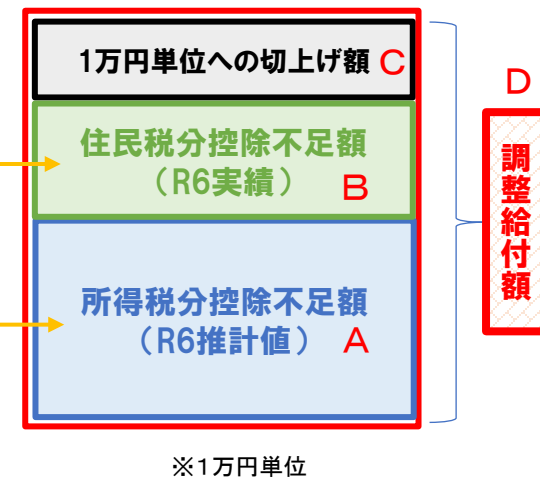 1万円単位への切上げ額 C
住民税分控除不足額
（R6実績） B
所得税分控除不足額
（R6推計値） A
D
調整給付額
※1万円単位